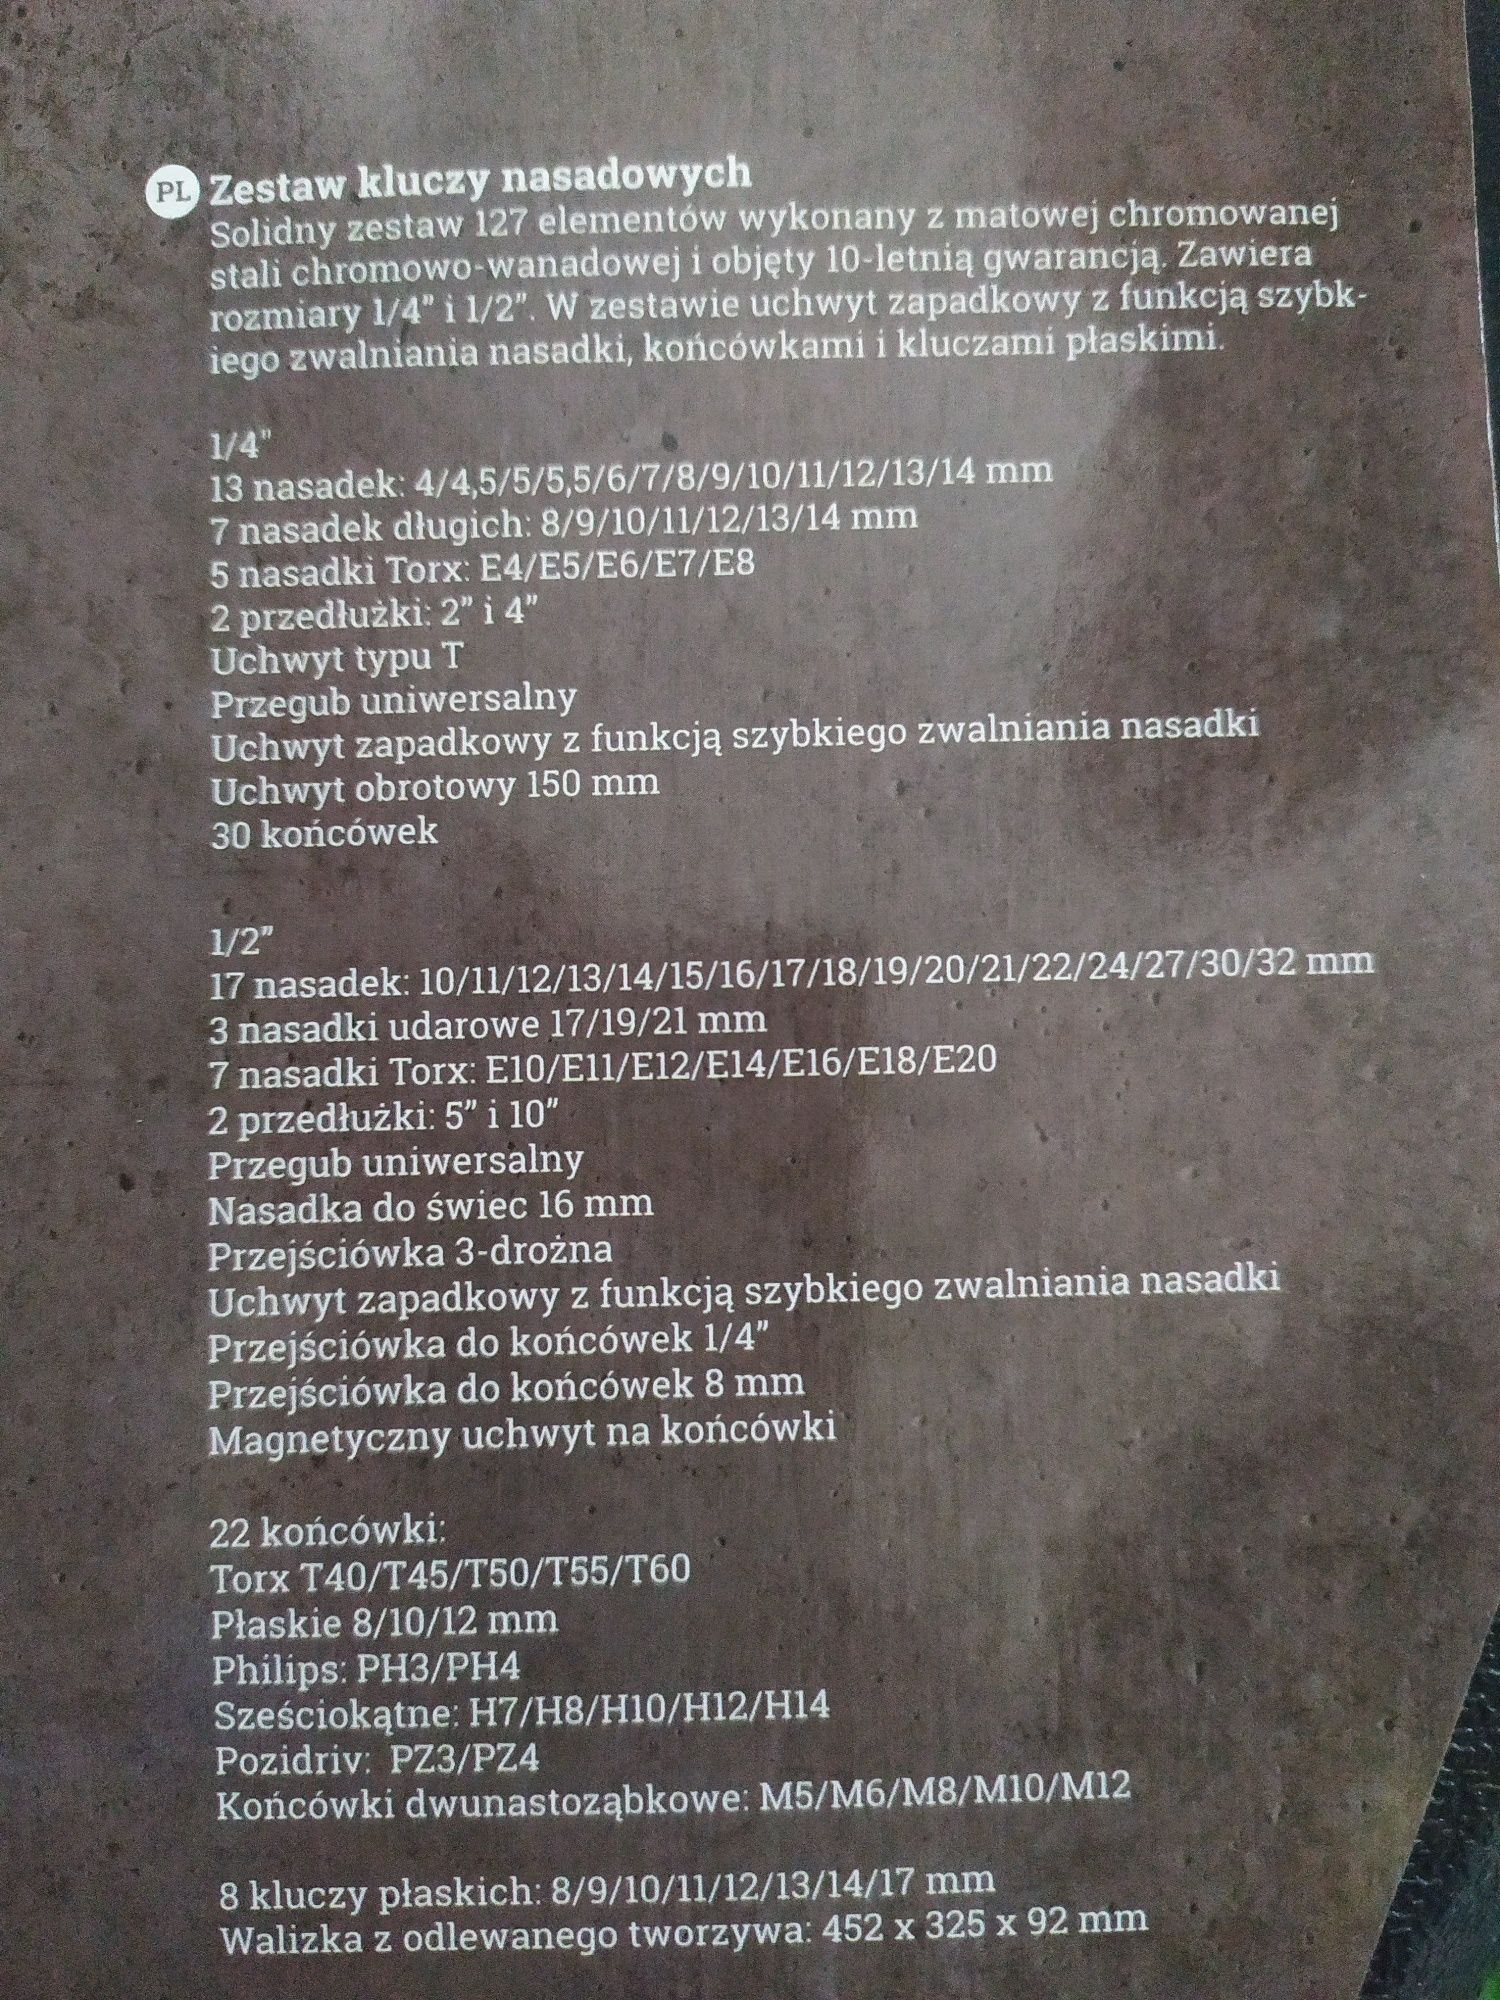 PL Zestaw kluczy nasadowych
Solidny zestaw 127 elementów wykonany z matowej chromowanej
stali chromowo-wanadowej i objęty 10-letnią gwarancją. Zawiera
rozmiary 1/4” i 1/2”. W zestawie uchwyt zapadkowy z funkcją szybk-
iego zwalniania nasadki, końcówkami i kluczami płaskimi.

1/4"
13 nasadek: 4/4,5/5/5,5/6/7/8/9/10/11/12/13/14 mm
7 nasadek długich: 8/9/10/11/12/13/14 mm
5 nasadki Torx: E4/E5/E6/E7/E8
2 przedłużki: 2” i 4”
Uchwyt typu T
Przegub uniwersalny
Uchwyt zapadkowy z funkcją szybkiego zwalniania nasadki
Uchwyt obrotowy 150 mm
30 końcówek

1/2”
17 nasadek: 10/11/12/13/14/15/16/17/18/19/20/21/22/24/27/30/32 mm
3 nasadki udarowe 17/19/21 mm
7 nasadki Torx: E10/E11/E12/E14/E16/E18/E20
2 przedłużki: 5” i 10”
Przegub uniwersalny
Nasadka do świec 16 mm
Przejściówka 3-drożna
Uchwyt zapadkowy z funkcją szybkiego zwalniania nasadki
Przejściówka do końcówek 1/4”
Przejściówka do końcówek 8 mm
Magnetyczny uchwyt na końcówki

22 końcówki:
Torx T40/T45/T50/T55/T60
Płaskie 8/10/12 mm
Philips: PH3/PH4
Sześciokątne: H7/H8/H10/H12/H14
Pozidriv: PZ3/PZ4
Końcówki dwunastoząbkowe: M5/M6/M8/M10/M12

8 kluczy płaskich: 8/9/10/11/12/13/14/17 mm
Walizka z odlewanego tworzywa: 452 x 325 x 92 mm